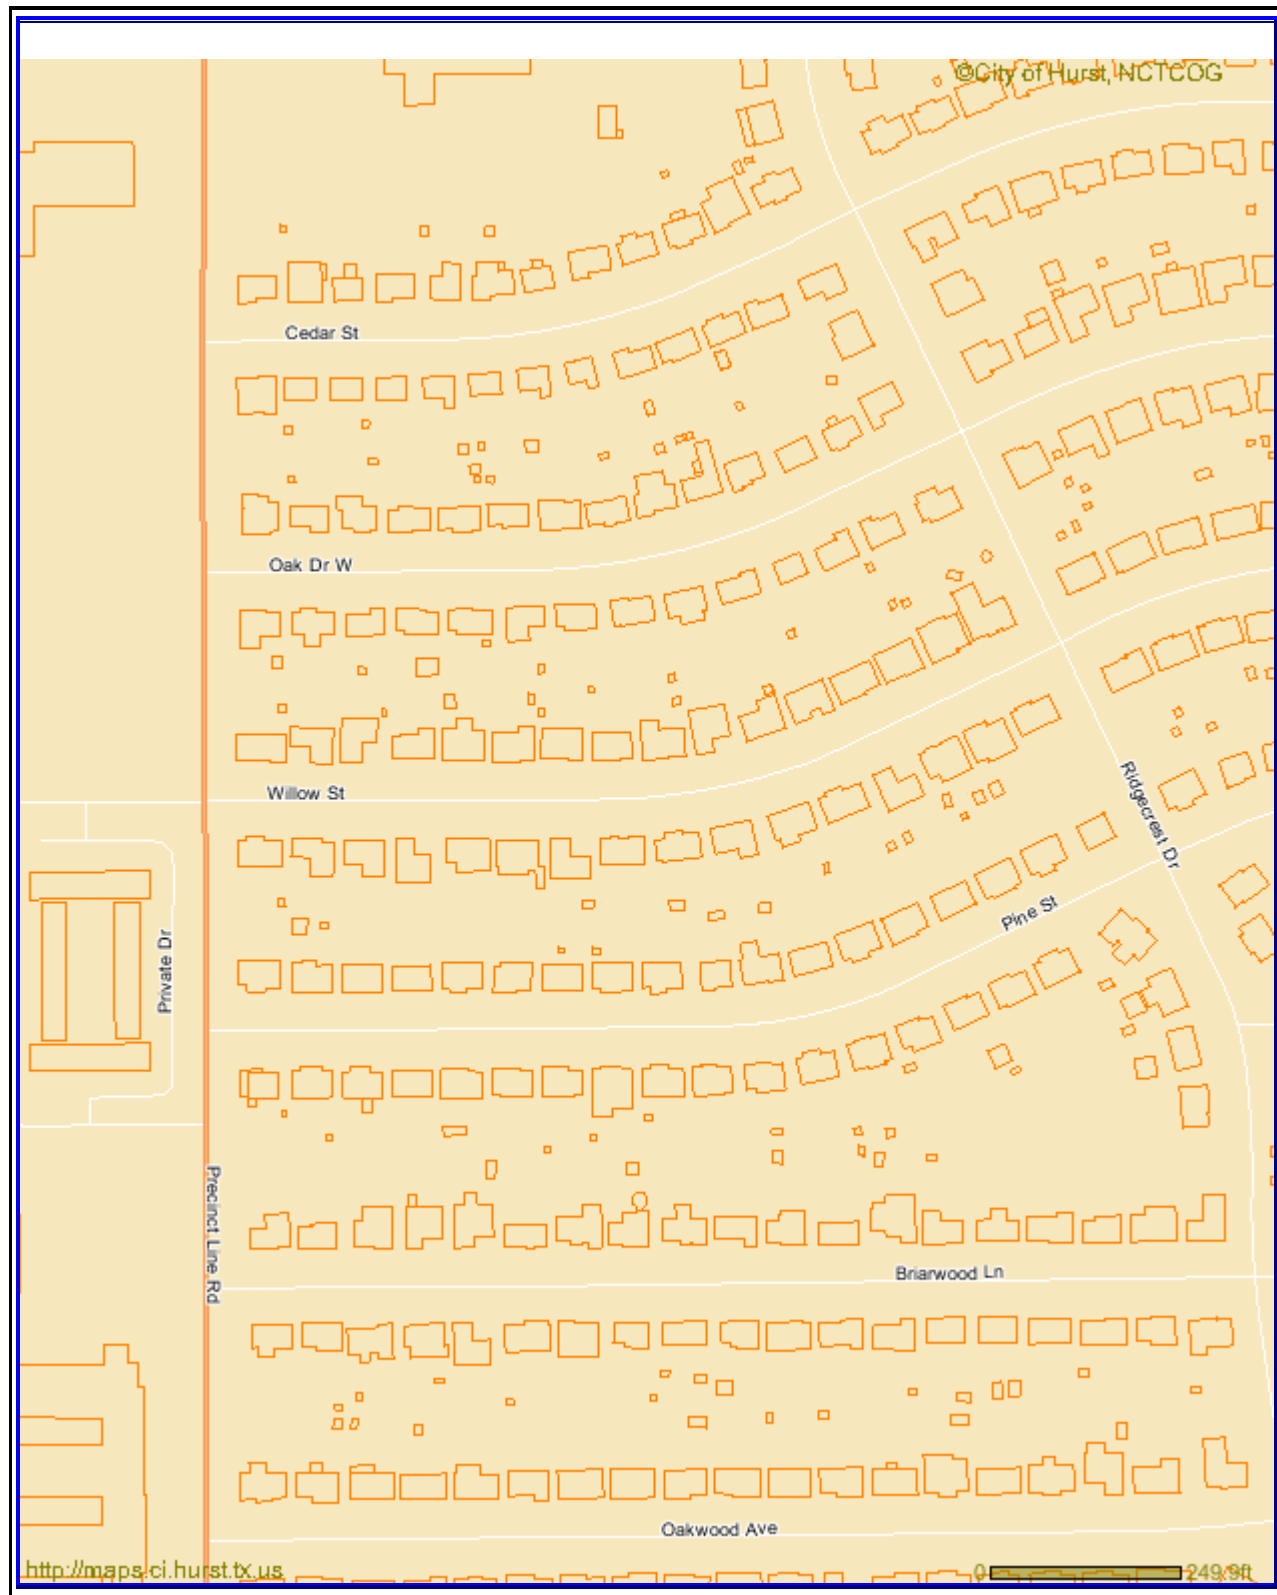 ©City of Hurst, NCTCOG
Cedar St
Oak Dr W
Willow St
Ridgecrest Dr
Pine St
Private Dr
Precinct Line Rd
Briarwood Ln
Oakwood Ave
http://maps.ci.hurst.tx.us
0 249.9ft